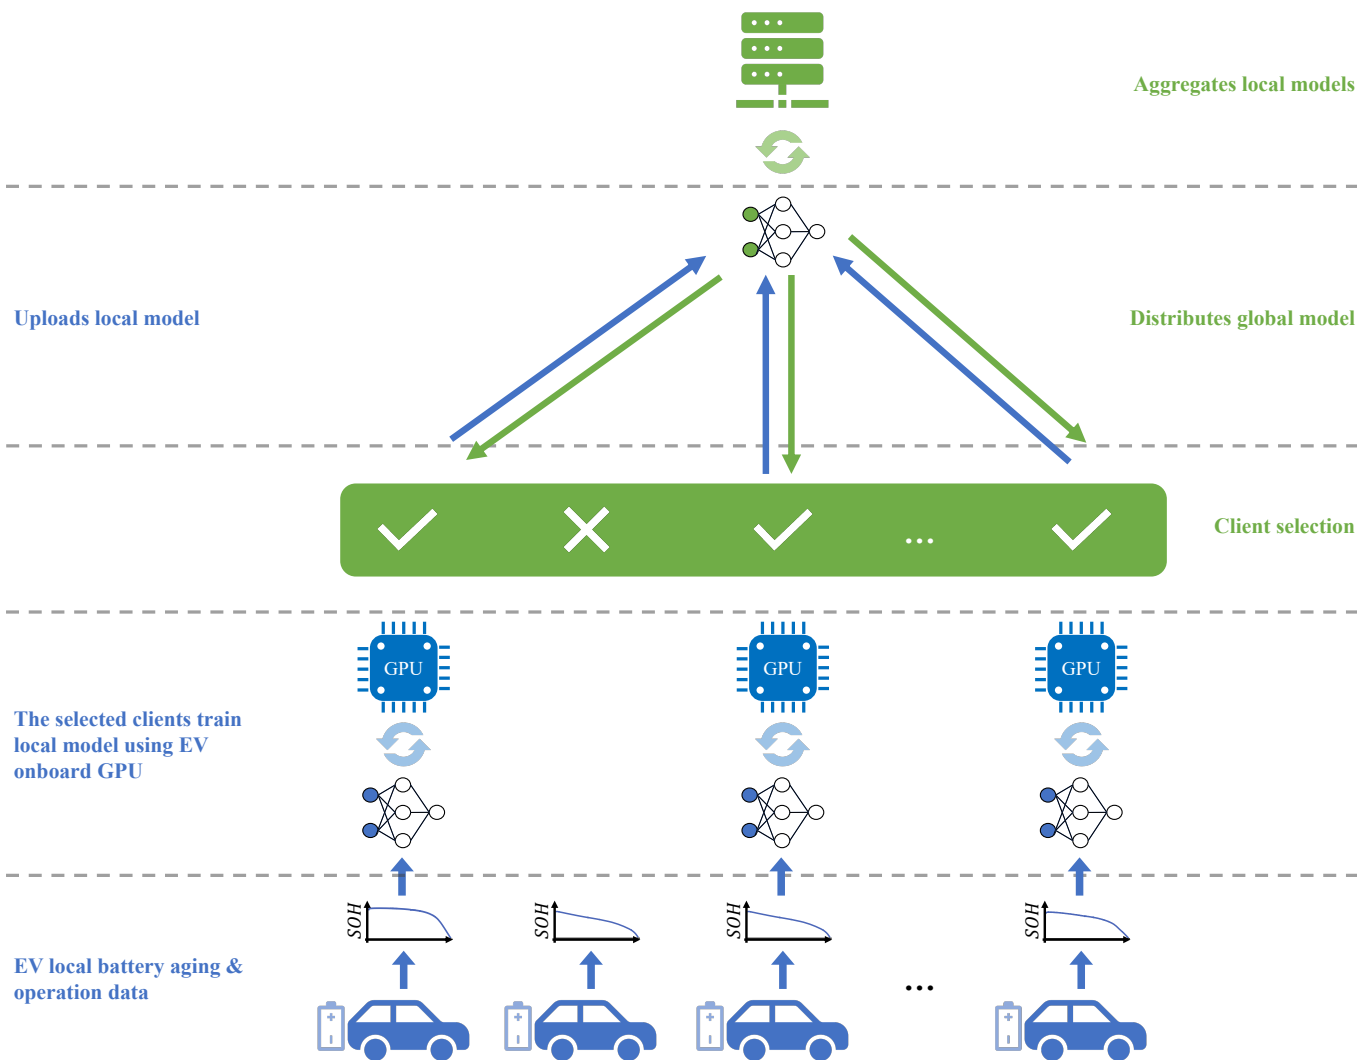 Aggregates local models
Uploads local model
Distributes global model
...
Client selection
GPU
GPU
GPU
The selected clients train
local model using EV
onboard GPU
SOH
SOH
SOH
SOH
EV local battery aging &
operation data
...